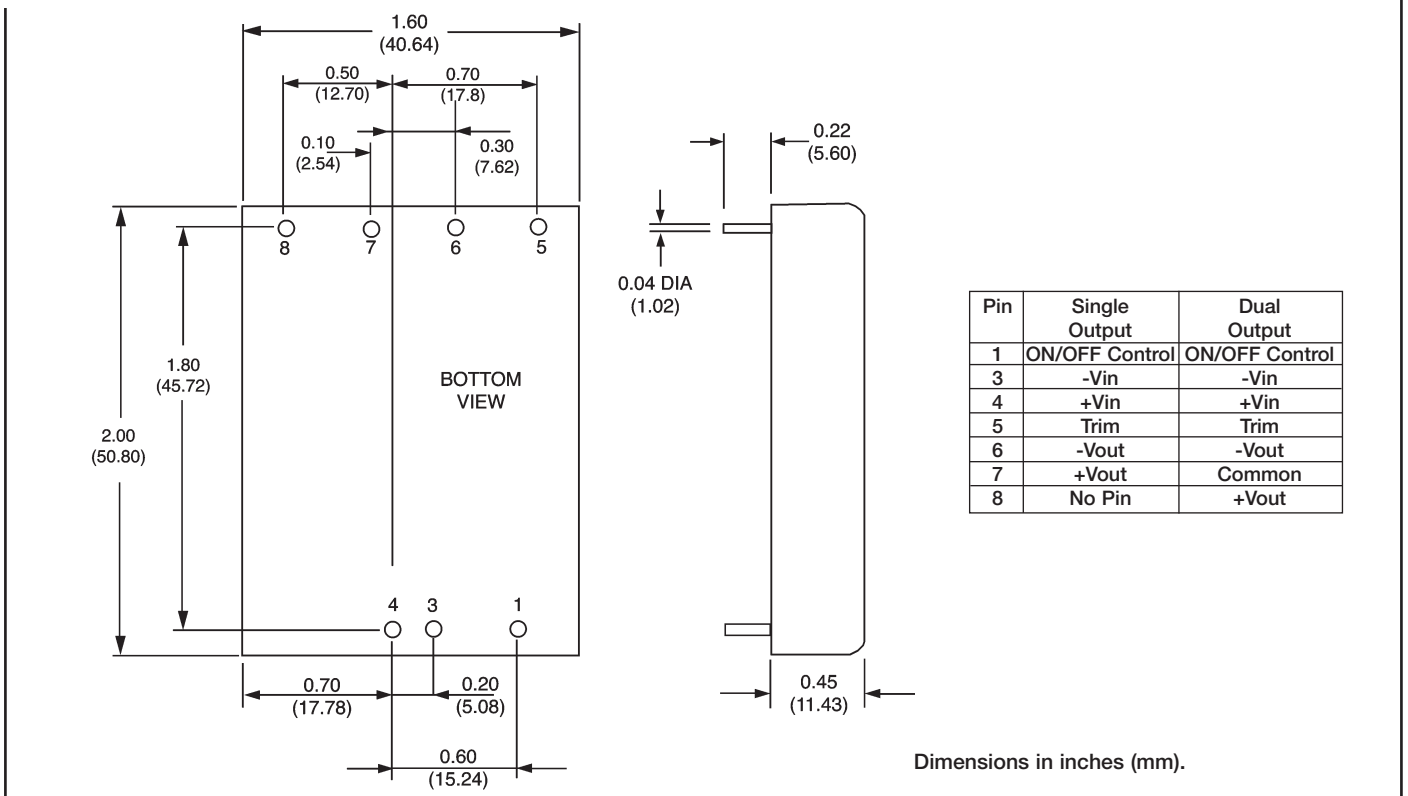 1.60
(40.64)
0.50
(12.70)
0.70
(17.8)
0.10
(2.54)
0.30
(7.62)
8
7
6
5
1.80
(45.72)
2.00
(50.80)
BOTTOM
VIEW
4 3 1
0.70
(17.78)
0.20
(5.08)
0.60
(15.24)
0.22
(5.60)
0.04 DIA
(1.02)
0.45
(11.43)
Pin Single Output Dual Output
1 ON/OFF Control ON/OFF Control
3 -Vin -Vin
4 +Vin +Vin
5 Trim Trim
6 -Vout -Vout
7 +Vout Common
8 No Pin +Vout
Dimensions in inches (mm).